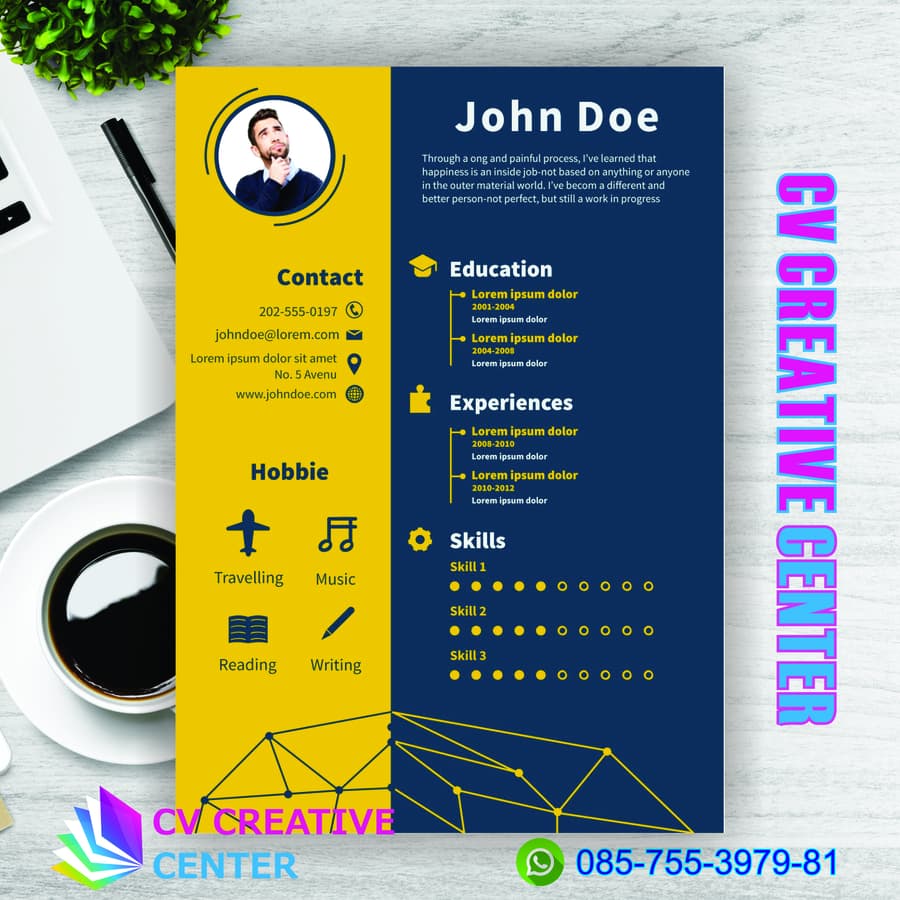 John Doe
Through a ong and painful process, I've learned that
happiness is an inside job-not based on anything or anyone
in the outer material world. I've becom a different and
better person-not perfect, but still a work in progress
Contact
202-555-0197
johndoe@lorem.com
Lorem ipsum dolor sit amet
No. 5 Avenu
www.johndoe.com
Hobbie
Travelling
Music
Reading
Writing
Education
Lorem ipsum dolor
2001-2004
Lorem ipsum dolor
Lorem ipsum dolor
2004-2008
Lorem ipsum dolor
Experiences
Lorem ipsum dolor
2008-2010
Lorem ipsum dolor
Lorem ipsum dolor
2010-2012
Lorem ipsum dolor
Skills
Skill 1
Skill 2
Skill 3
CV CREATIVE CENTER
CV CREATIVE
CENTER
085-755-3979-81